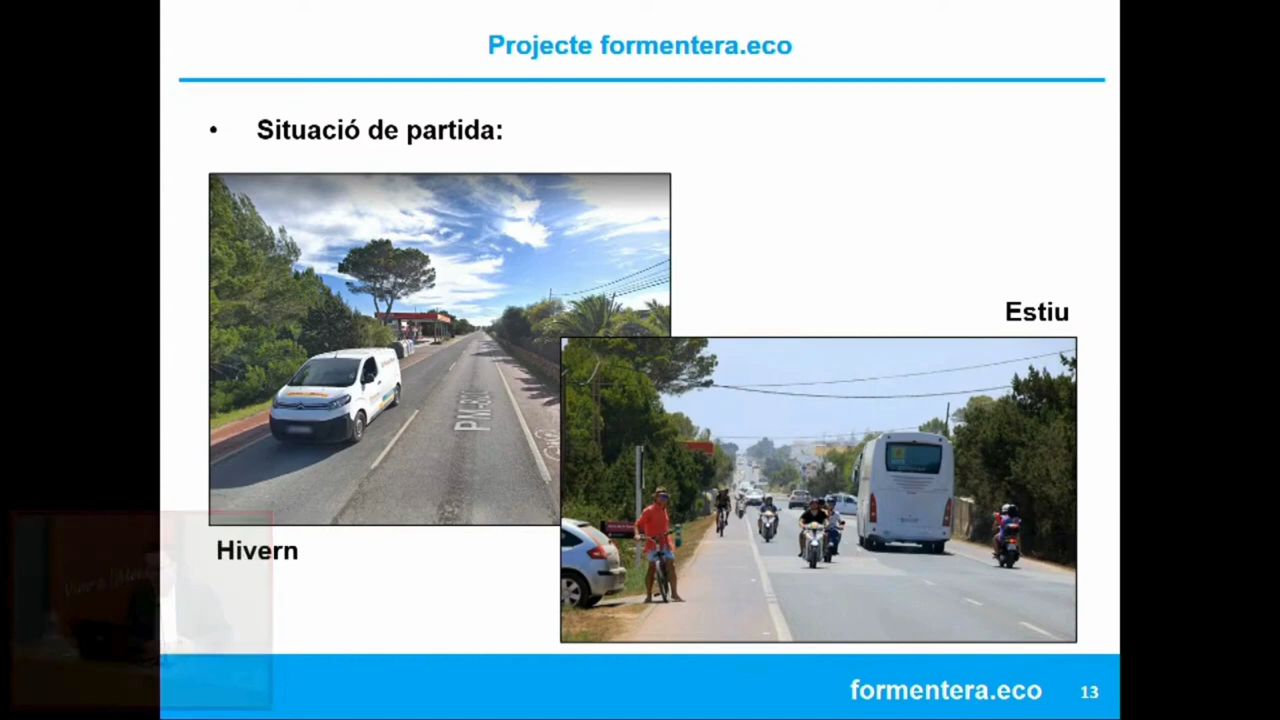 Projecte formentera.eco
• Situació de partida:
Estiu
Hivern
formentera.eco 13